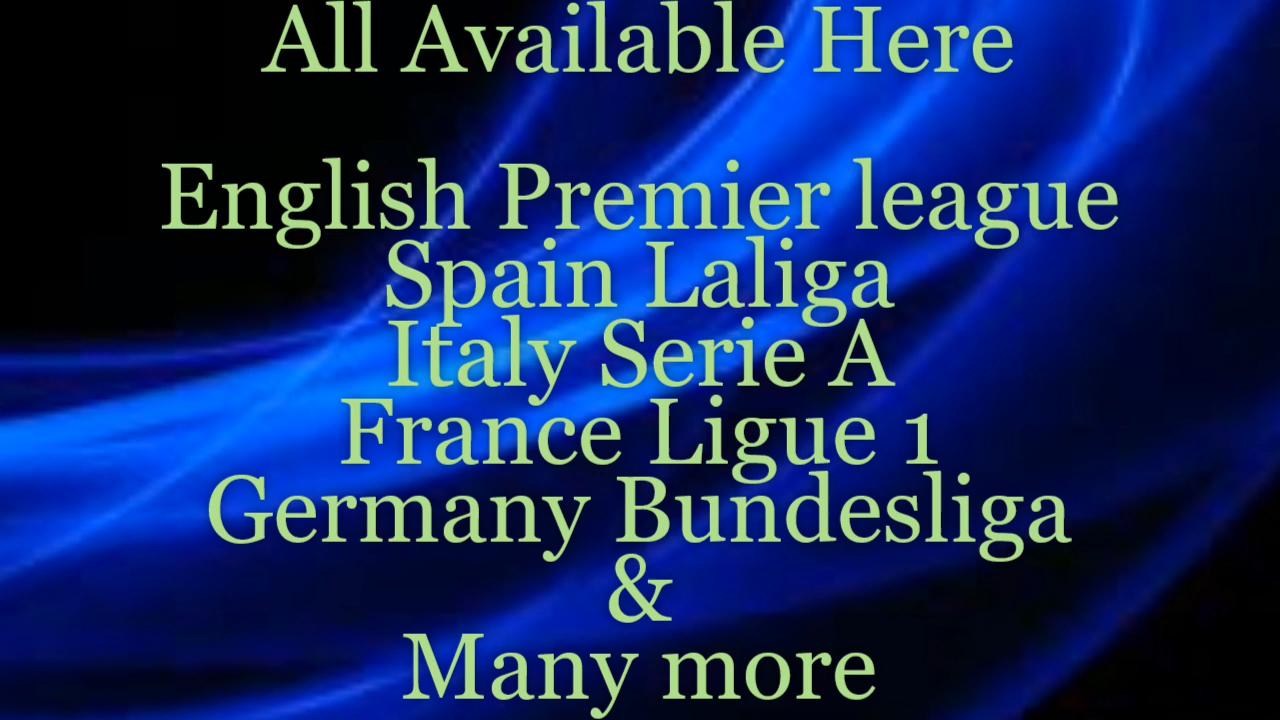 All Available Here
English Premier league
Spain Laliga
Italy Serie A
France Ligue 1
Germany Bundesliga
&
Many more